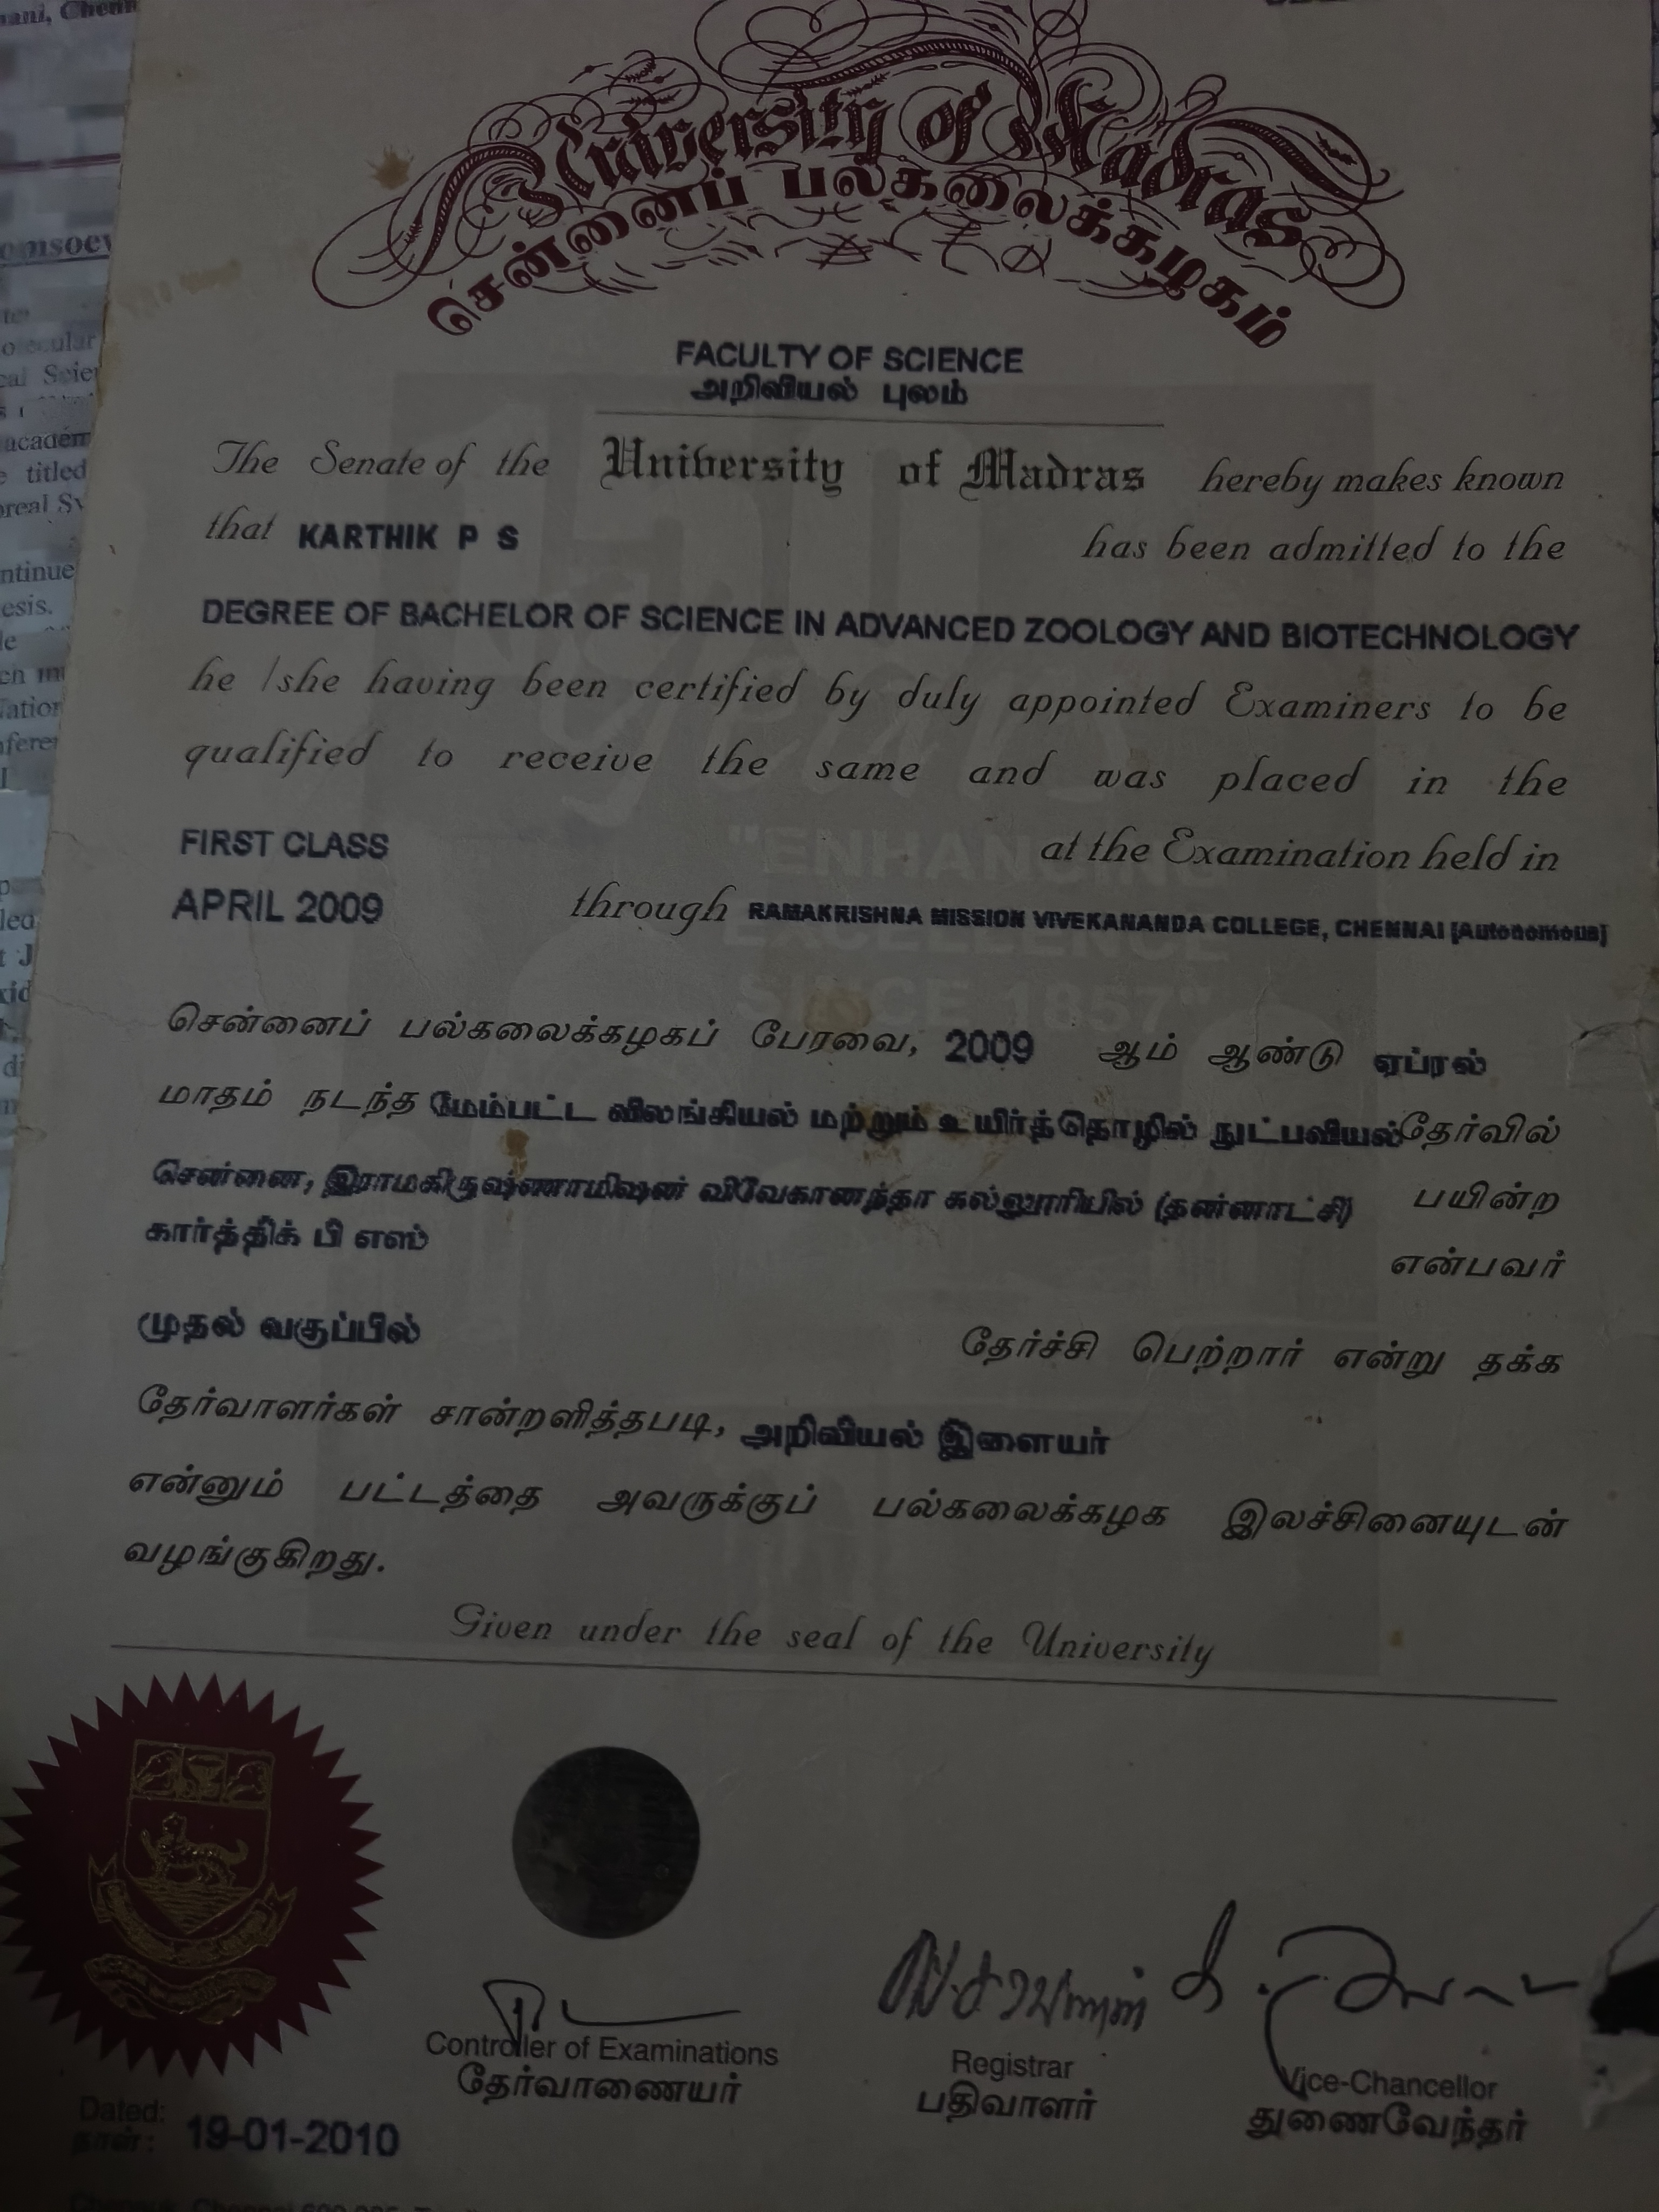 University of Madras
சென்னைப் பல்கலைக்கழகம்
FACULTY OF SCIENCE
அறிவியல் புலம்
The Senate of the University of Madras hereby makes known
that KARTHIK P S has been admitted to the
DEGREE OF BACHELOR OF SCIENCE IN ADVANCED ZOOLOGY AND BIOTECHNOLOGY
he /she having been certified by duly appointed Examiners to be
qualified to receive the same and was placed in the
FIRST CLASS at the Examination held in
APRIL 2009 through RAMAKRISHNA MISSION VIVEKANANDA COLLEGE, CHENNAI [Autonomous]
"ENHANCING
EXCELLENCE
SINCE 1857"
சென்னைப் பல்கலைக்கழகப் பேரவை, 2009 ஆம் ஆண்டு ஏப்ரல்
மாதம் நடந்த மேம்பட்ட விலங்கியல் மற்றும் உயிர்த்தொழில் நுட்பவியல் தேர்வில்
சென்னை, இராமகிருஷ்ணாமிஷன் விவேகானந்தா கல்லூரியில் (தன்னாட்சி) பயின்ற
கார்த்திக் பி எஸ் என்பவர்
முதல் வகுப்பில் தேர்ச்சி பெற்றார் என்று தக்க
தேர்வாளர்கள் சான்றளித்தபடி, அறிவியல் இளையர்
என்னும் பட்டத்தை அவருக்குப் பல்கலைக்கழக இலச்சினையுடன்
வழங்குகிறது.
Given under the seal of the University
Controller of Examinations
தேர்வாணையர்
Registrar
பதிவாளர்
Vice-Chancellor
துணைவேந்தர்
Dated:
நாள்: 19-01-2010